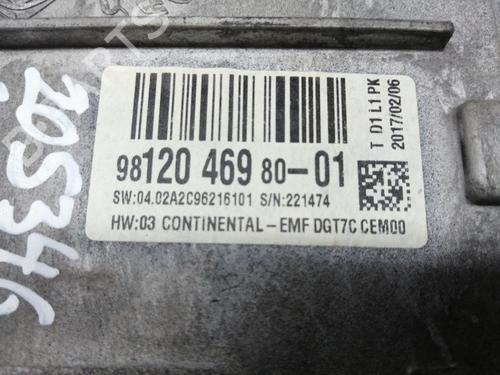 98120 469 80-01
SW:04.02A2C96216101 S/N:221474
HW:03 CONTINENTAL-EMF DGT7C CEM00
T D1 L1 PK
2017/02/06
20S346